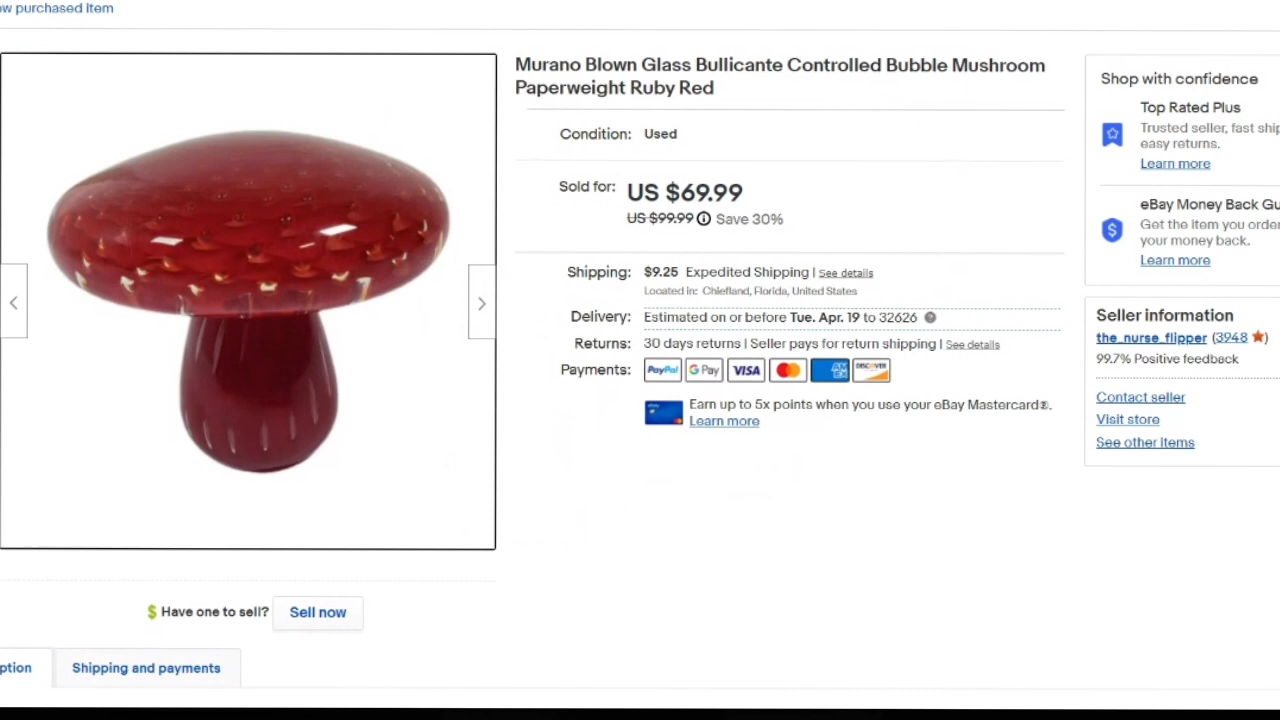 w purchased item
Murano Blown Glass Bullicante Controlled Bubble Mushroom
Paperweight Ruby Red
Condition: Used
Sold for: US $69.99
US $99.99 Save 30%
Shipping: $9.25 Expedited Shipping | See details
Located in: Chiefland, Florida, United States
Delivery: Estimated on or before Tue. Apr. 19 to 32626
Returns: 30 days returns | Seller pays for return shipping | See details
Payments: PayPal G Pay VISA AMEX DISCOVER
Earn up to 5x points when you use your eBay Mastercard®.
Learn more
Shop with confidence
Top Rated Plus
Trusted seller, fast ship
easy returns.
Learn more
eBay Money Back Gu
Get the item you order
your money back.
Learn more
Seller information
the_nurse_flipper (3948)
99.7% Positive feedback
Contact seller
Visit store
See other items
$ Have one to sell? Sell now
ption
Shipping and payments